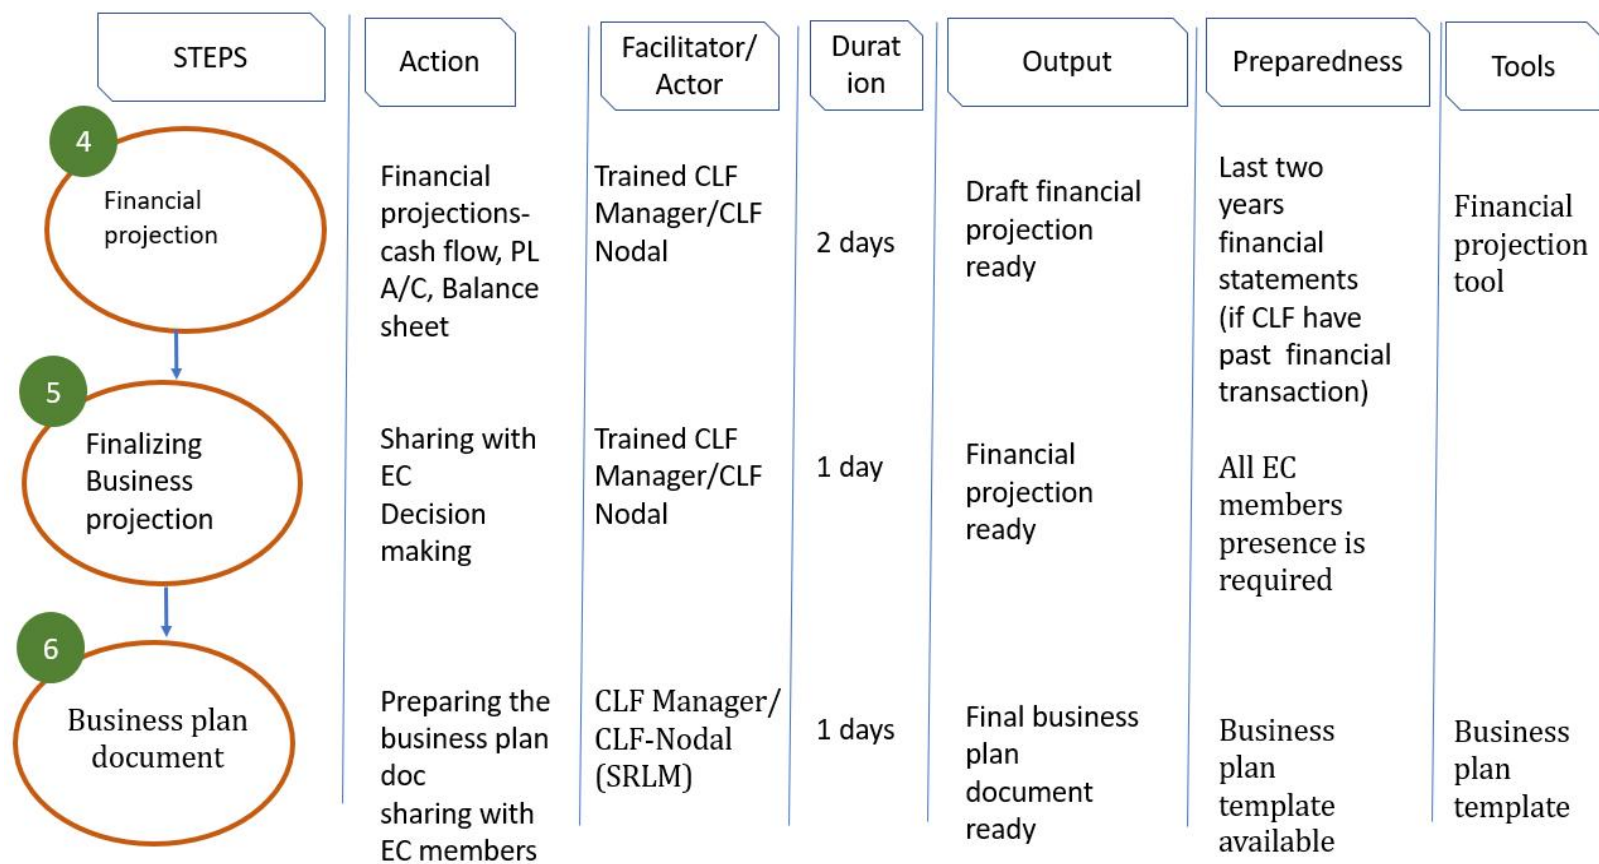 STEPS
Action
Facilitator/
Actor
Durat
ion
Output
Preparedness
Tools
4
Financial
projection
Financial
projections-
cash flow, PL
A/C, Balance
sheet
Trained CLF
Manager/CLF
Nodal
2 days
Draft financial
projection
ready
Last two
years
financial
statements
(if CLF have
past financial
transaction)
Financial
projection
tool
5
Finalizing
Business
projection
Sharing with
EC
Decision
making
Trained CLF
Manager/CLF
Nodal
1 day
Financial
projection
ready
All EC
members
presence is
required
6
Business plan
document
Preparing the
business plan
doc
sharing with
EC members
CLF Manager/
CLF-Nodal
(SRLM)
1 days
Final business
plan
document
ready
Business
plan
template
available
Business
plan
template